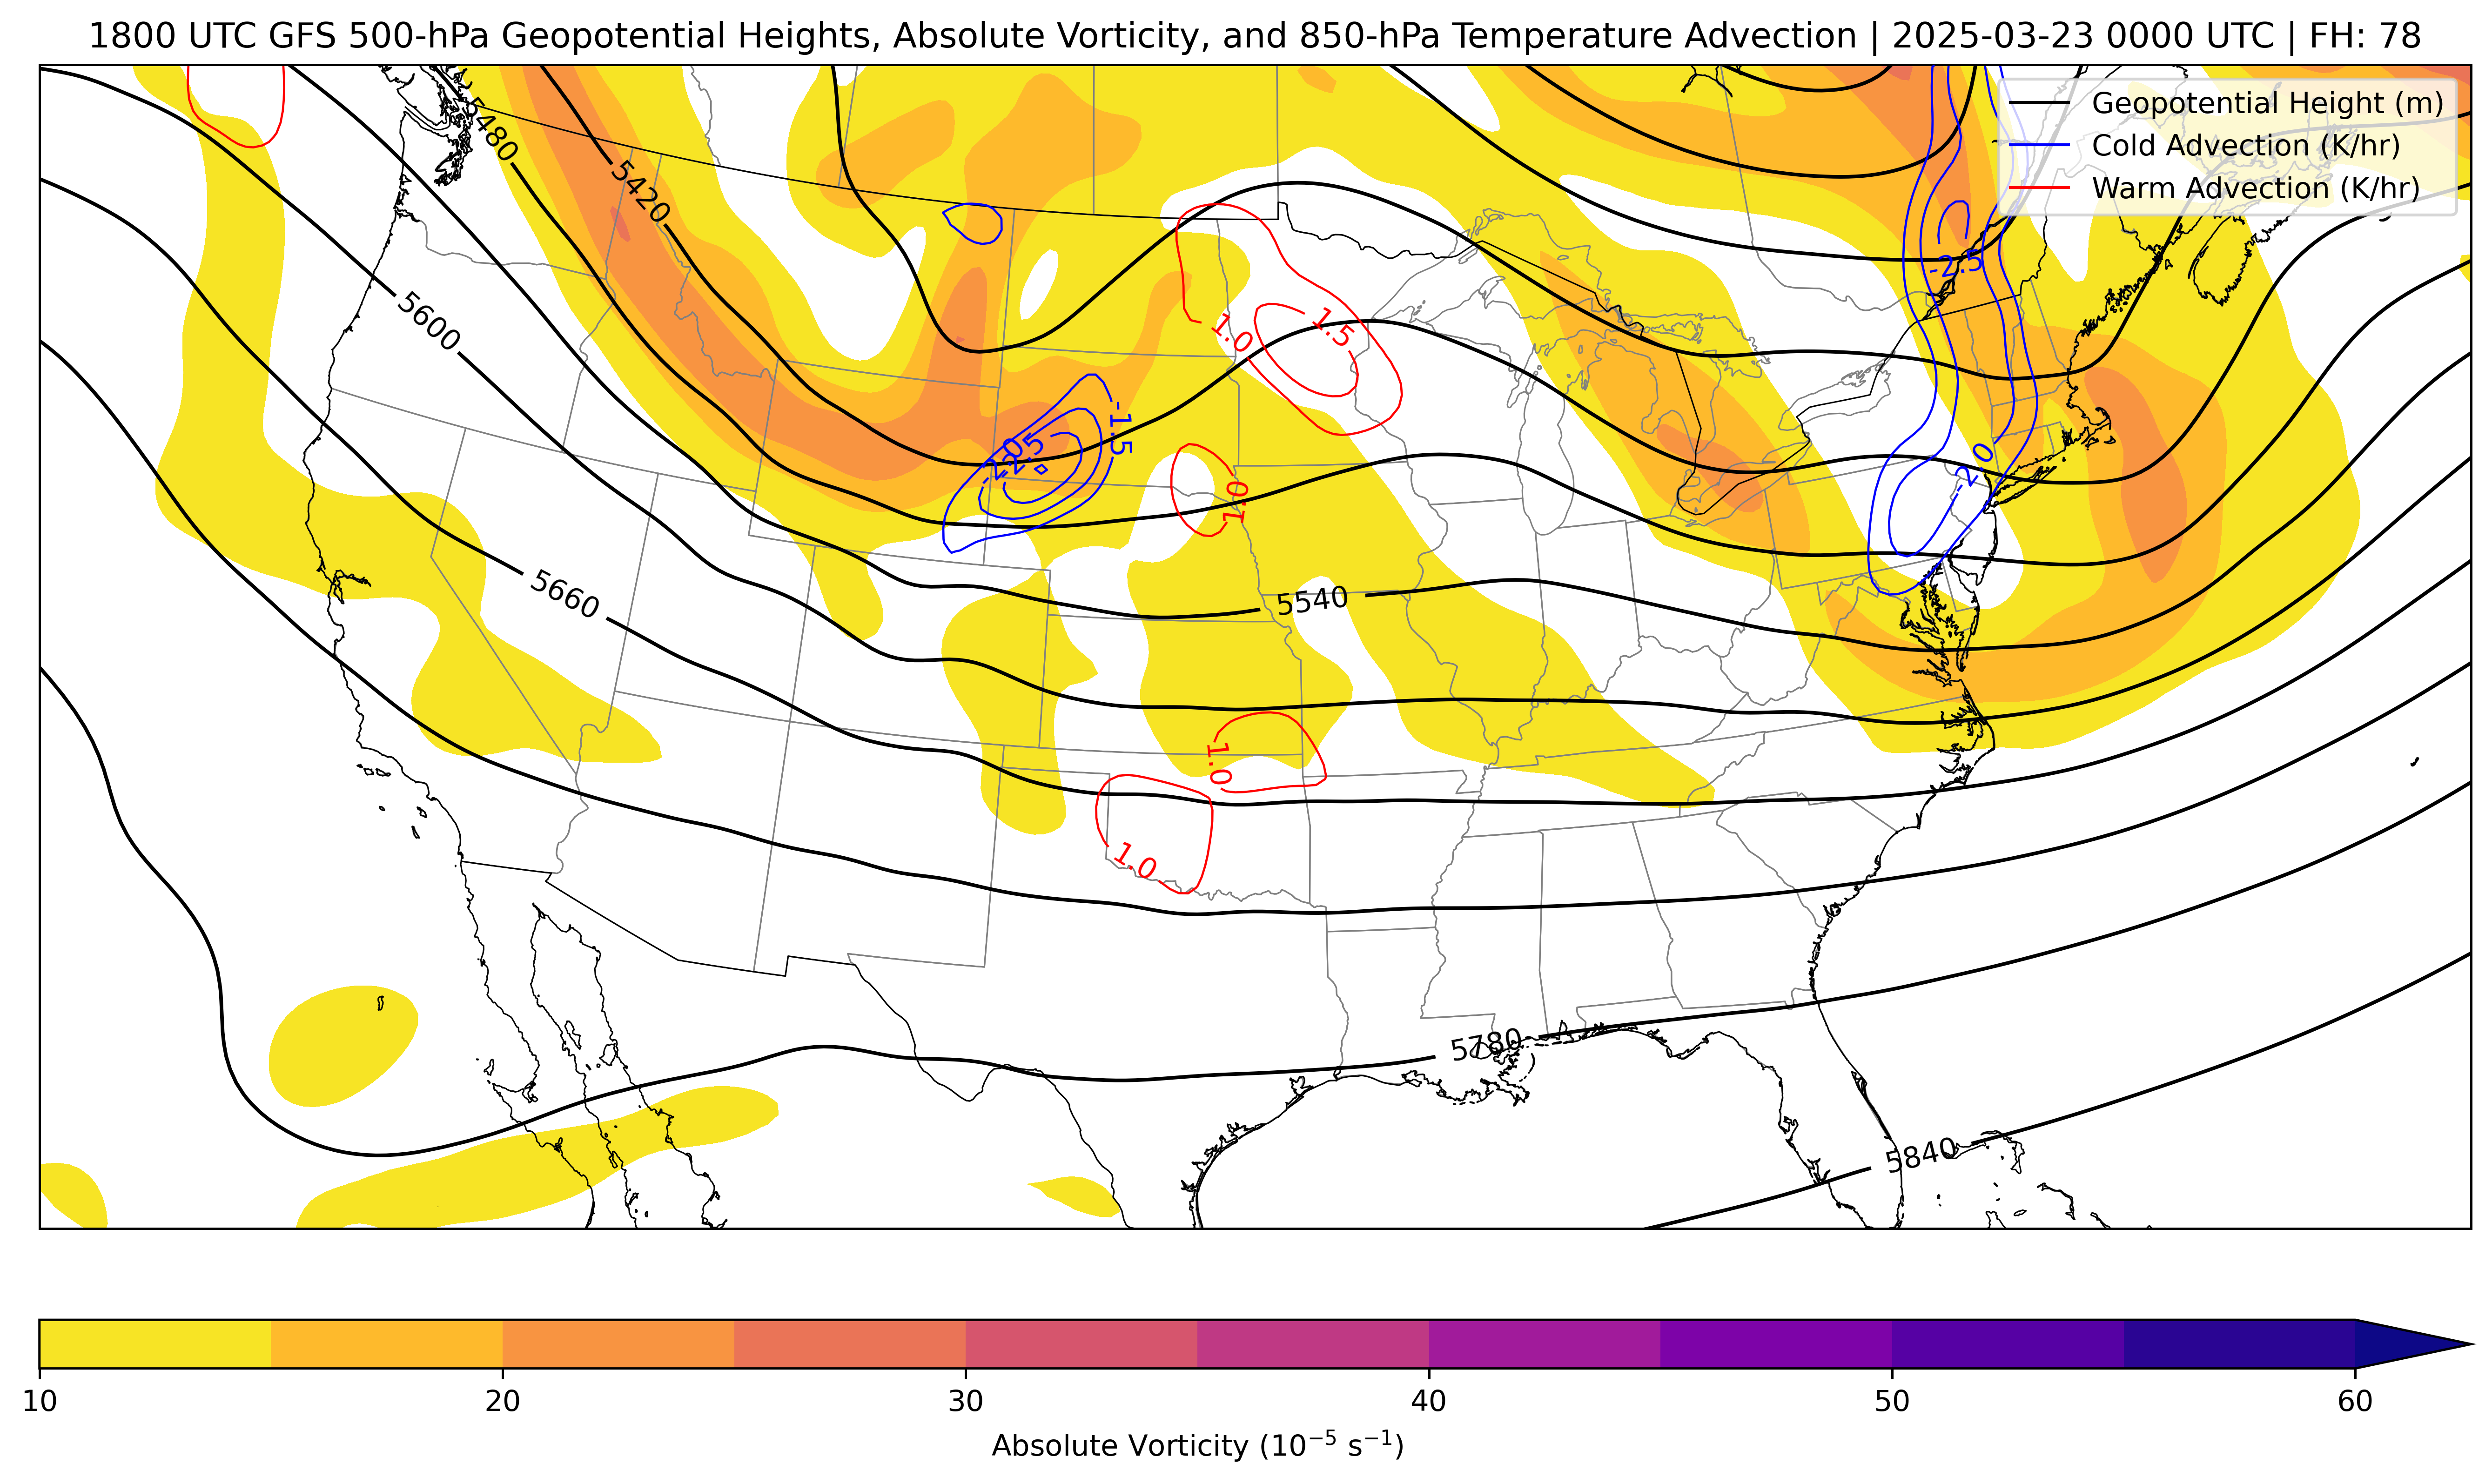 1800 UTC GFS 500-hPa Geopotential Heights, Absolute Vorticity, and 850-hPa Temperature Advection | 2025-03-23 0000 UTC | FH: 78
Geopotential Height (m)
Cold Advection (K/hr)
Warm Advection (K/hr)
5480
5420
-2.5
5600
1.0
1.5
-1.5
-2.0
-2.5
1.0
-2.0
5660
5540
1.0
1.0
5780
5840
10 20 30 40 50 60
Absolute Vorticity (10⁻⁵ s⁻¹)